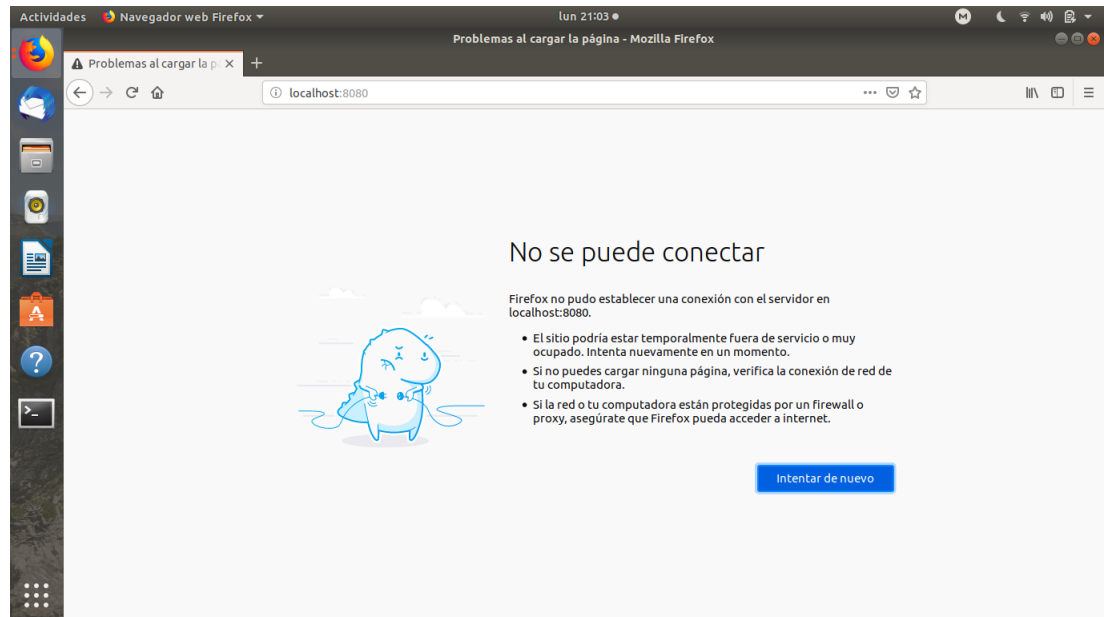 Actividades Navegador web Firefox lun 21:03 M
Problemas al cargar la página - Mozilla Firefox
Problemas al cargar la p
localhost:8080
No se puede conectar
Firefox no pudo establecer una conexión con el servidor en
localhost:8080.
• El sitio podría estar temporalmente fuera de servicio o muy
ocupado. Intenta nuevamente en un momento.
• Si no puedes cargar ninguna página, verifica la conexión de red de
tu computadora.
• Si la red o tu computadora están protegidas por un firewall o
proxy, asegúrate que Firefox pueda acceder a internet.
Intentar de nuevo